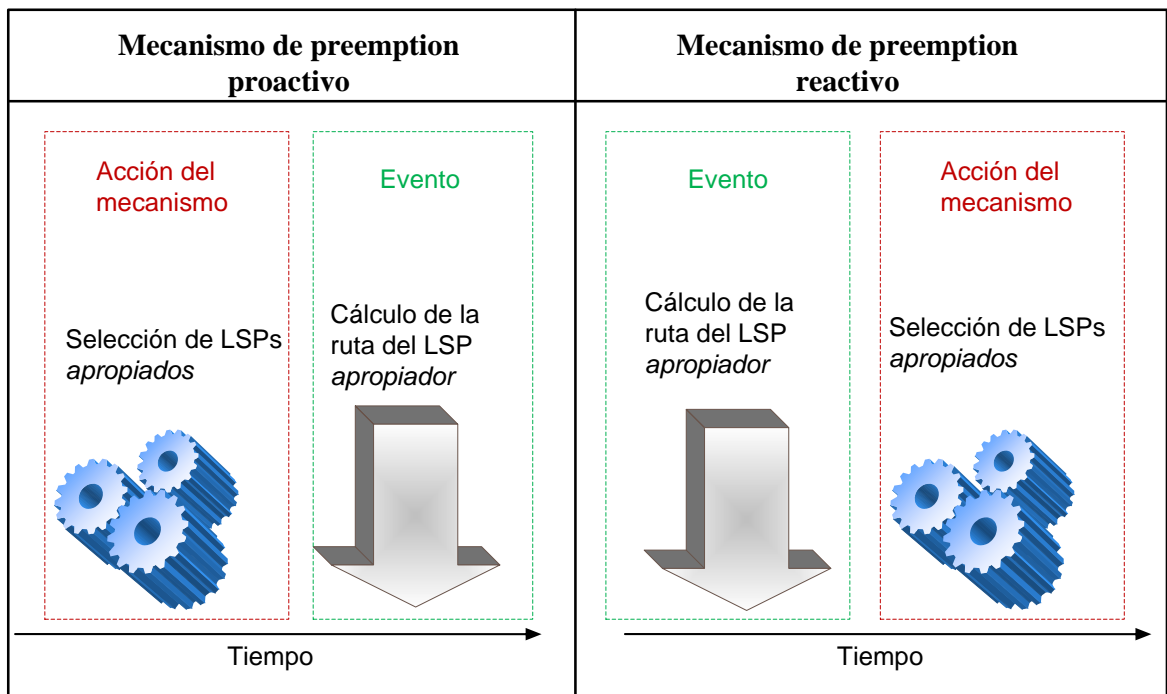 Mecanismo de preemption
proactivo
Mecanismo de preemption
reactivo
Acción del
mecanismo
Evento
Selección de LSPs
apropiados
Cálculo de la
ruta del LSP
apropiador
Tiempo
Evento
Acción del
mecanismo
Cálculo de la
ruta del LSP
apropiador
Selección de LSPs
apropiados
Tiempo